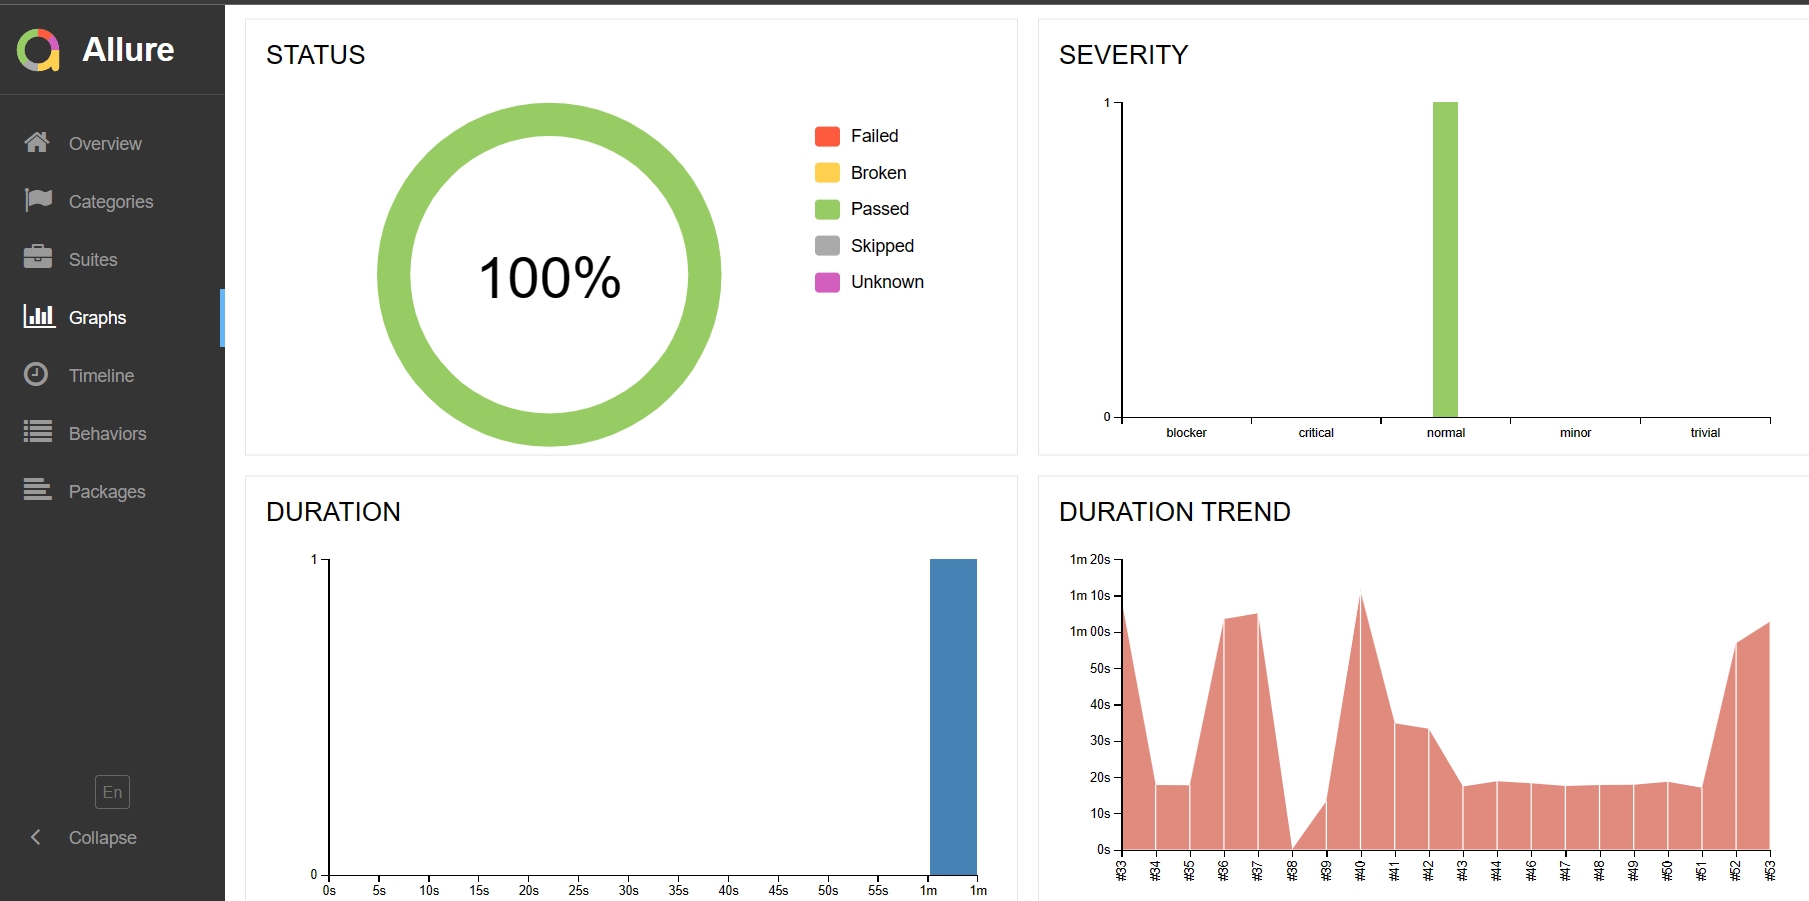 Allure
Overview
Categories
Suites
Graphs
Timeline
Behaviors
Packages
En
Collapse
STATUS
100%
Failed
Broken
Passed
Skipped
Unknown
SEVERITY
1
0
blocker critical normal minor trivial
DURATION
1
0
0s 5s 10s 15s 20s 25s 30s 35s 40s 45s 50s 55s 1m 1m
DURATION TREND
1m 20s
1m 10s
1m 00s
50s
40s
30s
20s
10s
0s
#33 #34 #35 #36 #37 #38 #39 #40 #41 #42 #43 #44 #46 #47 #48 #49 #50 #51 #52 #53